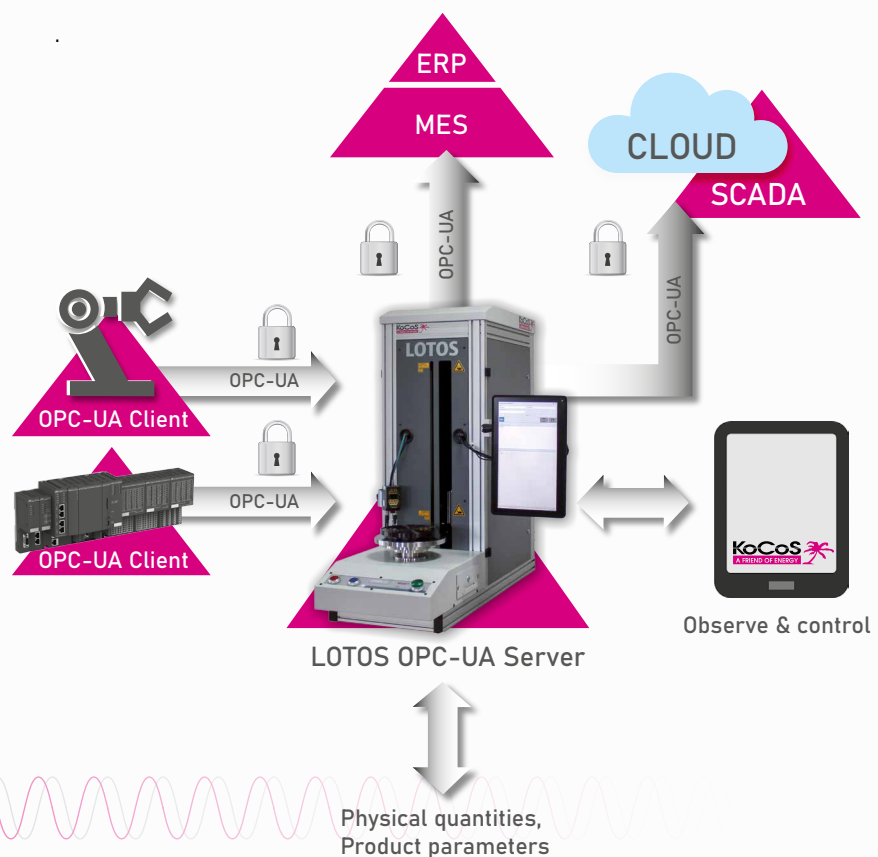 .
ERP
MES
CLOUD
SCADA
OPC-UA
OPC-UA
OPC-UA Client
OPC-UA
OPC-UA Client
OPC-UA
KoCoS
LOTOS
LOTOS OPC-UA Server
KoCoS
A FRIEND OF ENERGY
Observe & control
Physical quantities,
Product parameters